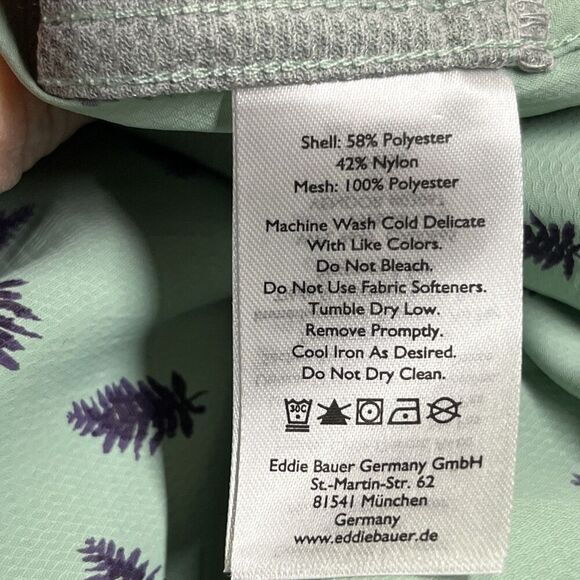 Shell: 58% Polyester
42% Nylon
Mesh: 100% Polyester
Machine Wash Cold Delicate
With Like Colors.
Do Not Bleach.
Do Not Use Fabric Softeners.
Tumble Dry Low.
Remove Promptly.
Cool Iron As Desired.
Do Not Dry Clean.
30C
Eddie Bauer Germany GmbH
St.-Martin-Str. 62
81541 München
Germany
www.eddiebauer.de